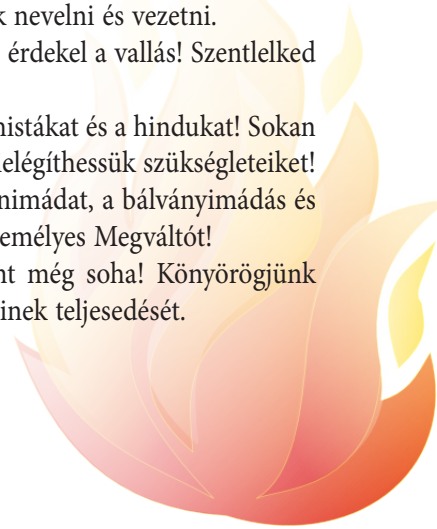 k nevelni és vezetni.
érdekel a vallás! Szentlelked
nistákat és a hindukat! Sokan
elégíthessük szükségleteiket!
nimádat, a bálványimádás és
zemélyes Megváltót!
nt még soha! Könyörögjünk
inek teljesedését.